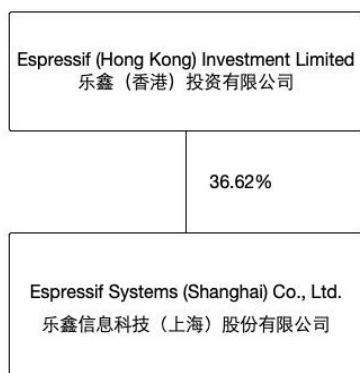 Espressif (Hong Kong) Investment Limited
乐鑫（香港）投资有限公司
36.62%
Espressif Systems (Shanghai) Co., Ltd.
乐鑫信息科技（上海）股份有限公司